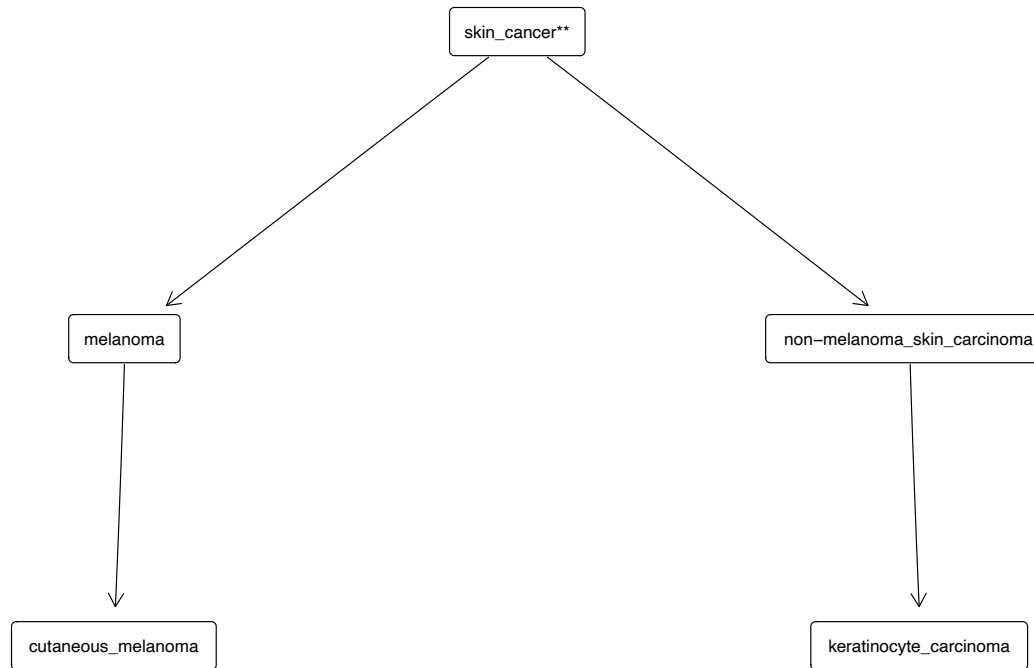 skin_cancer**
melanoma
non−melanoma_skin_carcinoma
cutaneous_melanoma
keratinocyte_carcinoma